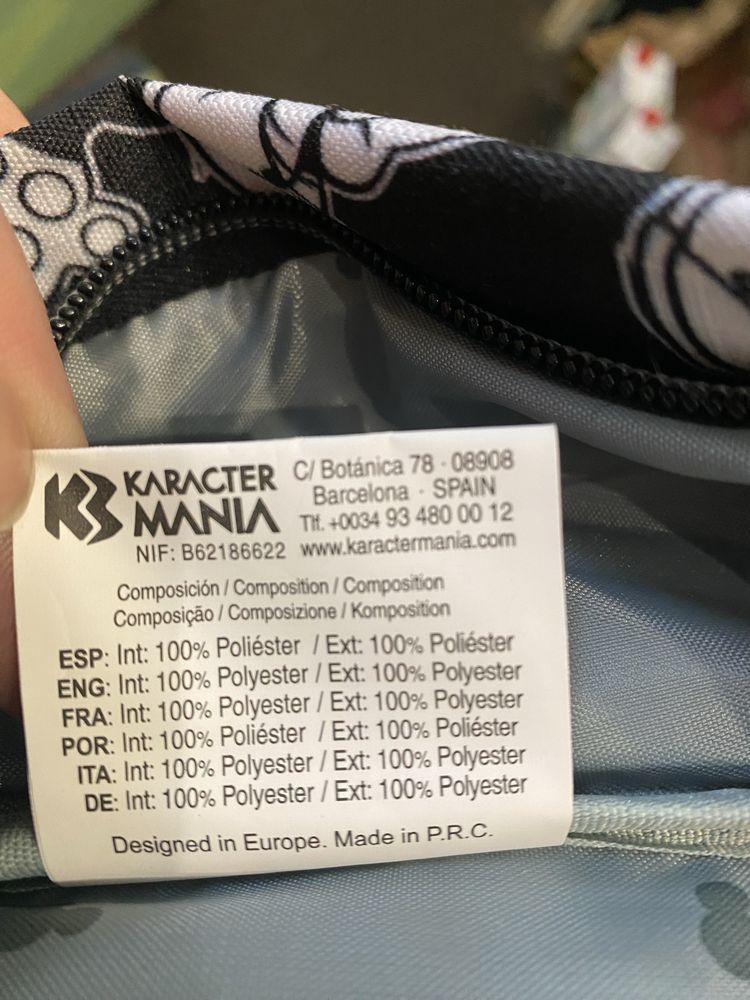 KARACTER
MANIA
NIF: B62186622
C/ Botánica 78 · 08908
Barcelona · SPAIN
Tlf. +0034 93 480 00 12
www.karactermania.com
Composición / Composition / Composition
Composição / Composizione / Komposition
ESP: Int: 100% Poliéster / Ext: 100% Poliéster
ENG: Int: 100% Polyester / Ext: 100% Polyester
FRA: Int: 100% Polyester / Ext: 100% Polyester
POR: Int: 100% Poliéster / Ext: 100% Poliéster
ITA: Int: 100% Polyester / Ext: 100% Polyester
DE: Int: 100% Polyester / Ext: 100% Polyester
Designed in Europe. Made in P.R.C.